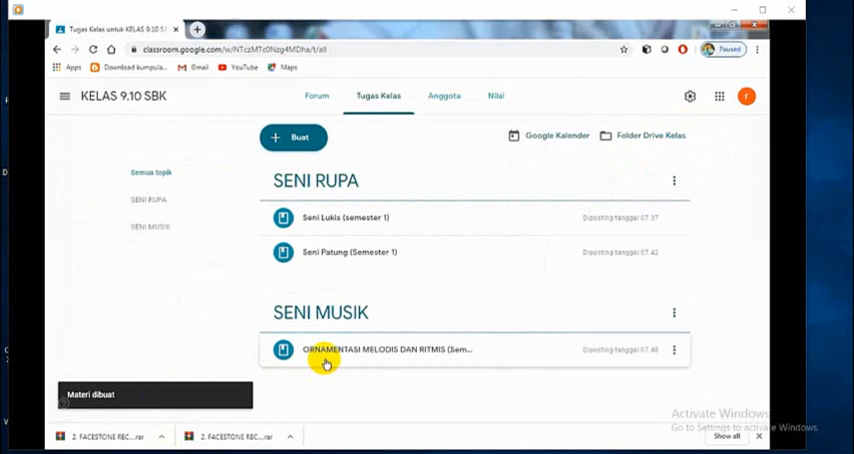 Tugas Kelas untuk KELAS 9.10 SE
classroom.google.com/w/NTczMTc0Nzg4MDha/t/all
Paused
Apps
Download kumpula...
Gmail
YouTube
Maps
KELAS 9.10 SBK
Forum
Tugas Kelas
Anggota
Nilai
r
+ Buat
Google Kalender
Folder Drive Kelas
Semua topik
SENI RUPA
SENI MUSIK
SENI RUPA
Seni Lukis (semester 1)
Diposting tanggal 07.37
Seni Patung (Semester 1)
Diposting tanggal 07.42
SENI MUSIK
ORNAMENTASI MELODIS DAN RITMIS (Sem...
Diposting tanggal 07.48
Materi dibuat
Activate Windows
Go to Settings to activate Windows.
2. FACESTONE REC....rar
2. FACESTONE REC....rar
Show all